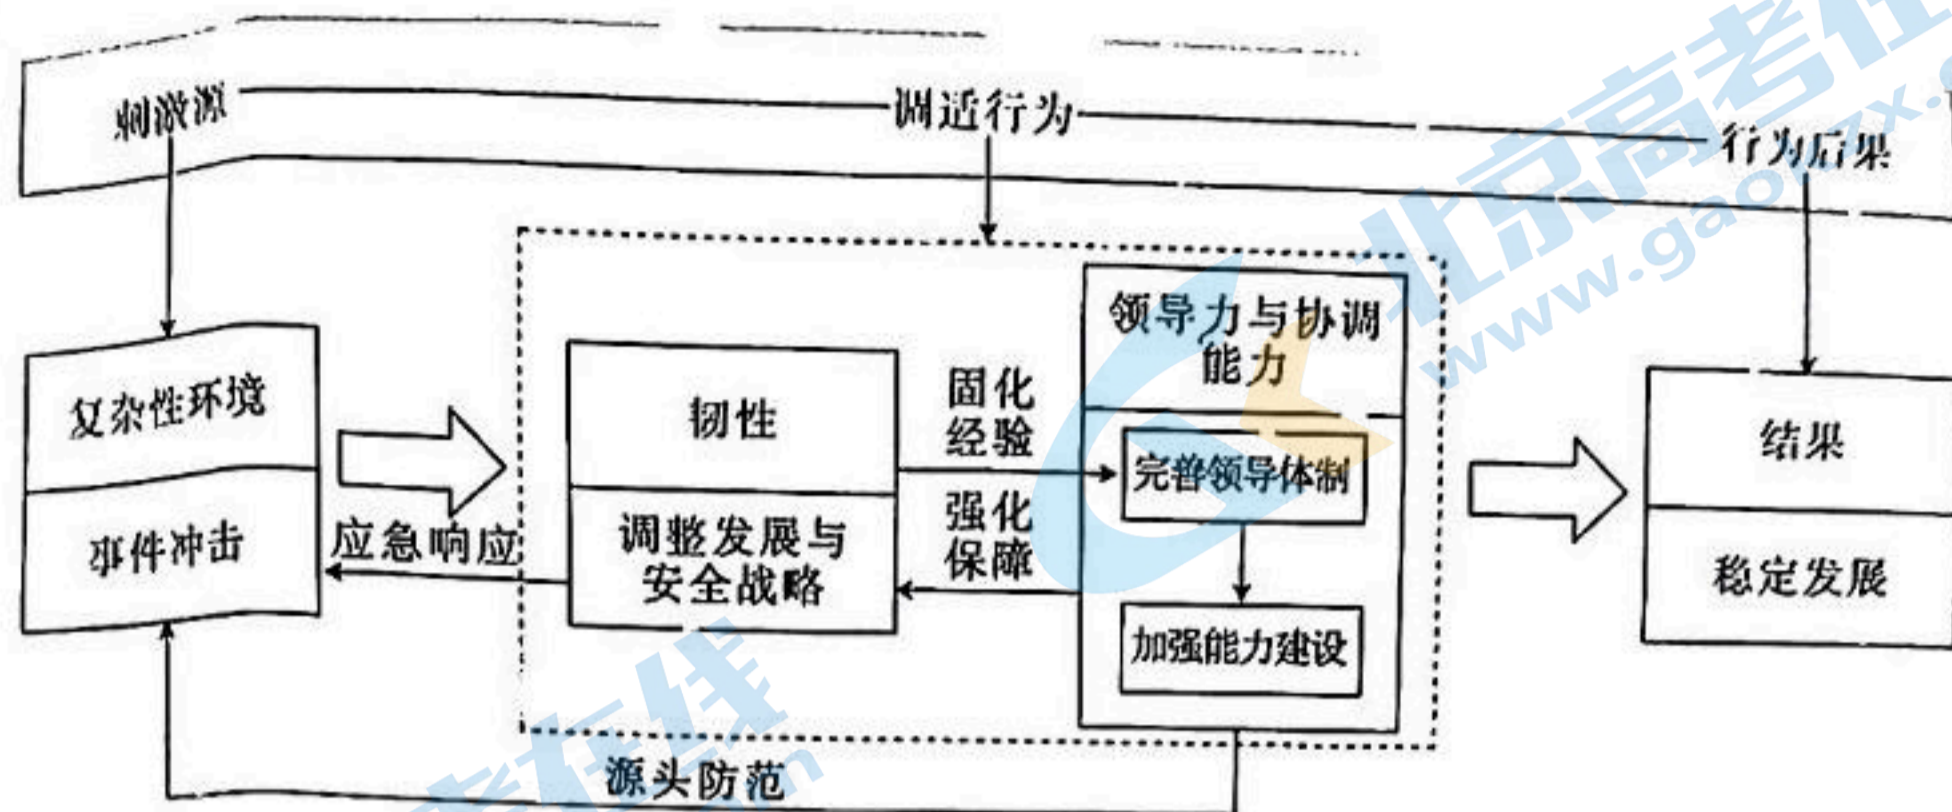 刺激源
调适行为
行为后果
复杂性环境
事件冲击
应急响应
韧性
调整发展与
安全战略
固化
经验
强化
保障
领导力与协调
能力
完善领导体制
加强能力建设
结果
稳定发展
源头防范
北京高考在
www.gaokzx.c
考在线